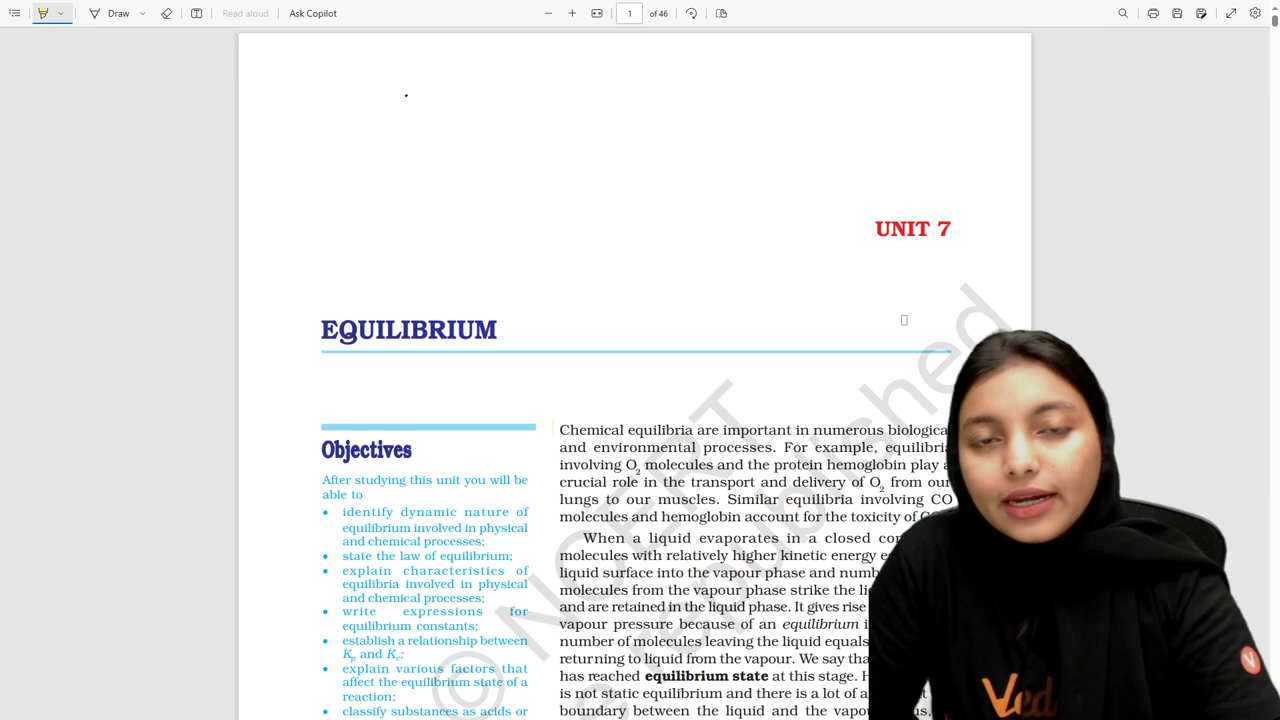 Draw
Read aloud
Ask Copilot
1
of 46
UNIT 7
EQUILIBRIUM
Objectives
After studying this unit you will be
able to
• identify dynamic nature of
equilibrium involved in physical
and chemical processes;
• state the law of equilibrium;
• explain characteristics of
equilibria involved in physical
and chemical processes;
• write expressions for
equilibrium constants;
• establish a relationship between
Kp and Kc;
• explain various factors that
affect the equilibrium state of a
reaction;
• classify substances as acids or
Chemical equilibria are important in numerous biological
and environmental processes. For example, equilibria
involving O2 molecules and the protein hemoglobin play a
crucial role in the transport and delivery of O2 from our
lungs to our muscles. Similar equilibria involving CO
molecules and hemoglobin account for the toxicity of
When a liquid evaporates in a closed
molecules with relatively higher kinetic energy
liquid surface into the vapour phase and
molecules from the vapour phase strike the
and are retained in the liquid phase. It gives rise
vapour pressure because of an equilibrium
number of molecules leaving the liquid equals
returning to liquid from the vapour. We say
has reached equilibrium state at this stage.
is not static equilibrium and there is a lot of
boundary between the liquid and the
© NCERT
republished
Ved
V